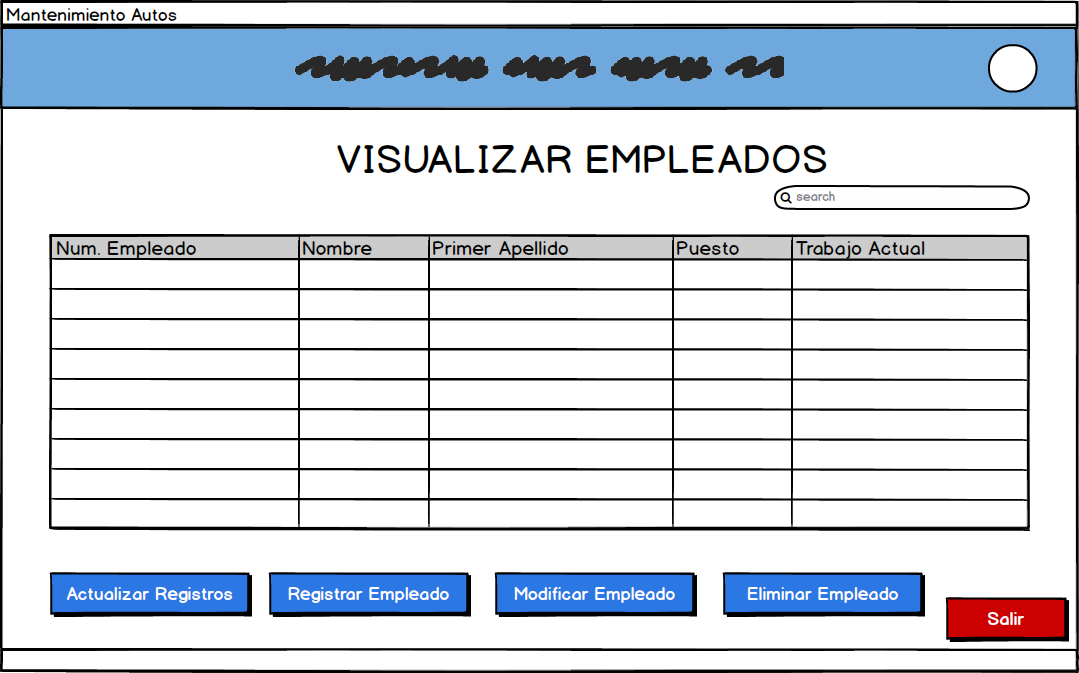 Mantenimiento Autos
VISUALIZAR EMPLEADOS
search
Num. Empleado Nombre Primer Apellido Puesto Trabajo Actual
Actualizar Registros Registrar Empleado Modificar Empleado Eliminar Empleado
Salir